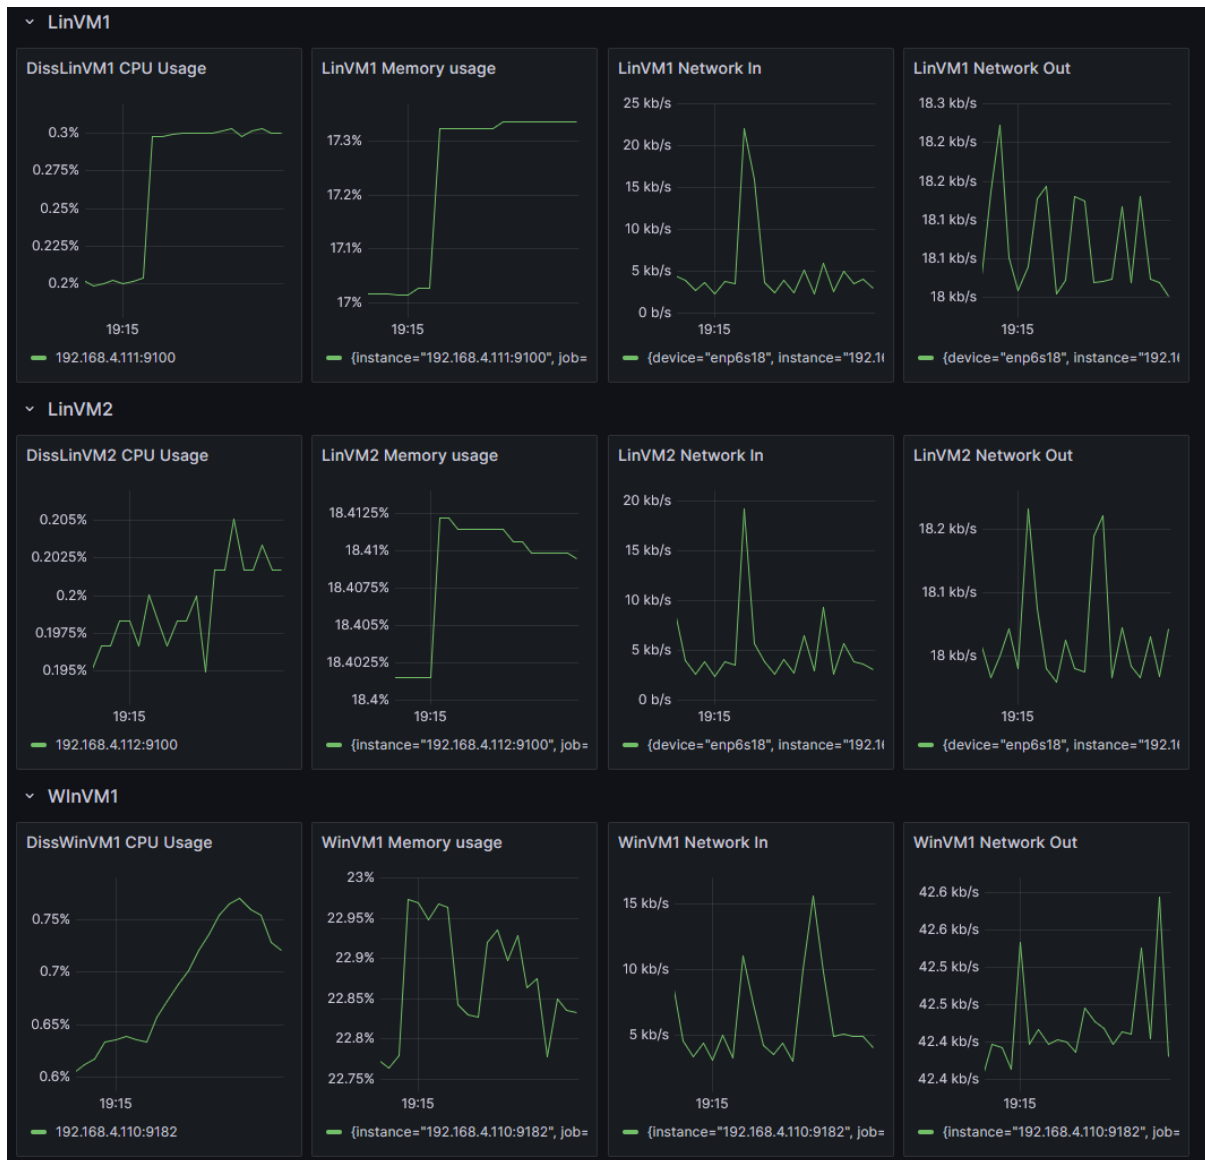 LinVM1
DissLinVM1 CPU Usage
0.3%
0.275%
0.25%
0.225%
0.2%
19:15
192.168.4.111:9100
LinVM1 Memory usage
17.3%
17.2%
17.1%
17%
19:15
{instance="192.168.4.111:9100", job=
LinVM1 Network In
25 kb/s
20 kb/s
15 kb/s
10 kb/s
5 kb/s
0 b/s
19:15
{device="enp6s18", instance="192.16
LinVM1 Network Out
18.3 kb/s
18.2 kb/s
18.2 kb/s
18.1 kb/s
18.1 kb/s
18 kb/s
19:15
{device="enp6s18", instance="192.16
LinVM2
DissLinVM2 CPU Usage
0.205%
0.2025%
0.2%
0.1975%
0.195%
19:15
192.168.4.112:9100
LinVM2 Memory usage
18.4125%
18.41%
18.4075%
18.405%
18.4025%
18.4%
19:15
{instance="192.168.4.112:9100", job=
LinVM2 Network In
20 kb/s
15 kb/s
10 kb/s
5 kb/s
0 b/s
19:15
{device="enp6s18", instance="192.16
LinVM2 Network Out
18.2 kb/s
18.1 kb/s
18 kb/s
19:15
{device="enp6s18", instance="192.16
WInVM1
DissWinVM1 CPU Usage
0.75%
0.7%
0.65%
0.6%
19:15
192.168.4.110:9182
WinVM1 Memory usage
23%
22.95%
22.9%
22.85%
22.8%
22.75%
19:15
{instance="192.168.4.110:9182", job=
WinVM1 Network In
15 kb/s
10 kb/s
5 kb/s
19:15
{instance="192.168.4.110:9182", job=
WinVM1 Network Out
42.6 kb/s
42.6 kb/s
42.5 kb/s
42.5 kb/s
42.4 kb/s
42.4 kb/s
19:15
{instance="192.168.4.110:9182", job=